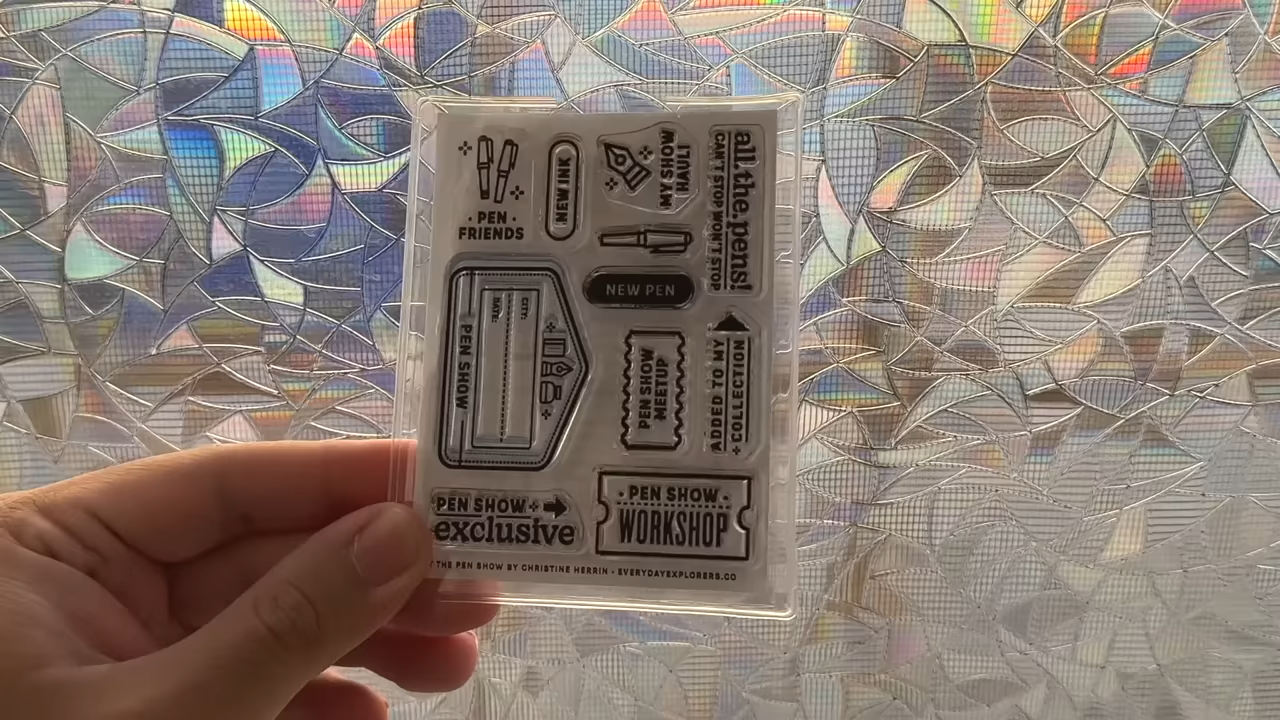 · PEN ·
FRIENDS
NEW INK
MY SHOW
HAUL!
all.the.pens!
CAN'T STOP WON'T STOP
NEW PEN
CITY:
DATE:
PEN SHOW
PEN SHOW
MEETUP
ADDED TO MY
COLLECTION
PEN SHOW
exclusive
· PEN SHOW ·
WORKSHOP
THE PEN SHOW BY CHRISTINE HERRIN · EVERYDAYEXPLORERS.CO